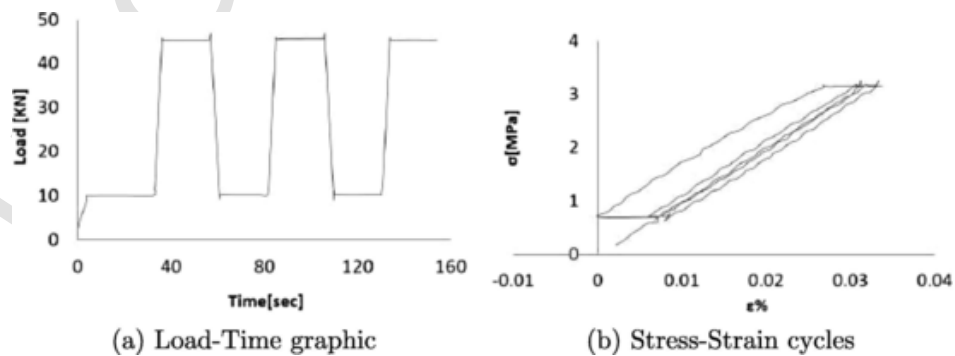 50
40
30
20
10
0
Load [KN]
0 40 80 120 160
Time[sec]
(a) Load-Time graphic
4
3
2
1
0
σ[MPa]
-0.01 0 0.01 0.02 0.03 0.04
ε%
(b) Stress-Strain cycles